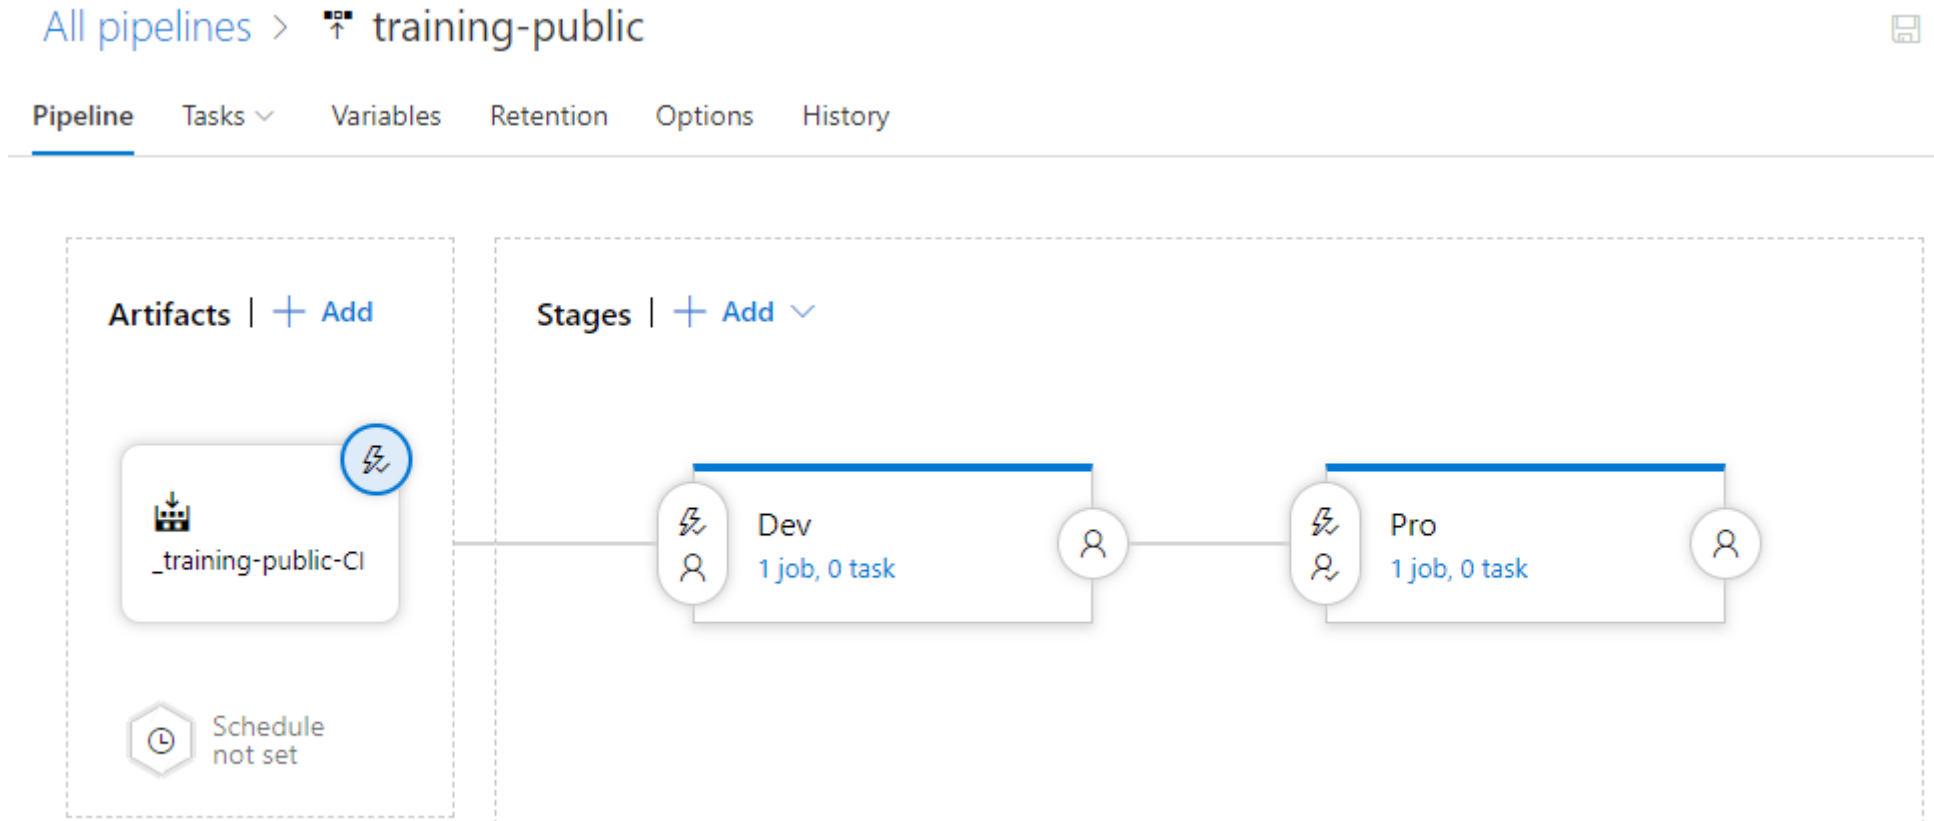 All pipelines > training-public
Pipeline Tasks Variables Retention Options History
Artifacts | + Add
Stages | + Add
_training-public-CI
Dev
1 job, 0 task
Pro
1 job, 0 task
Schedule
not set